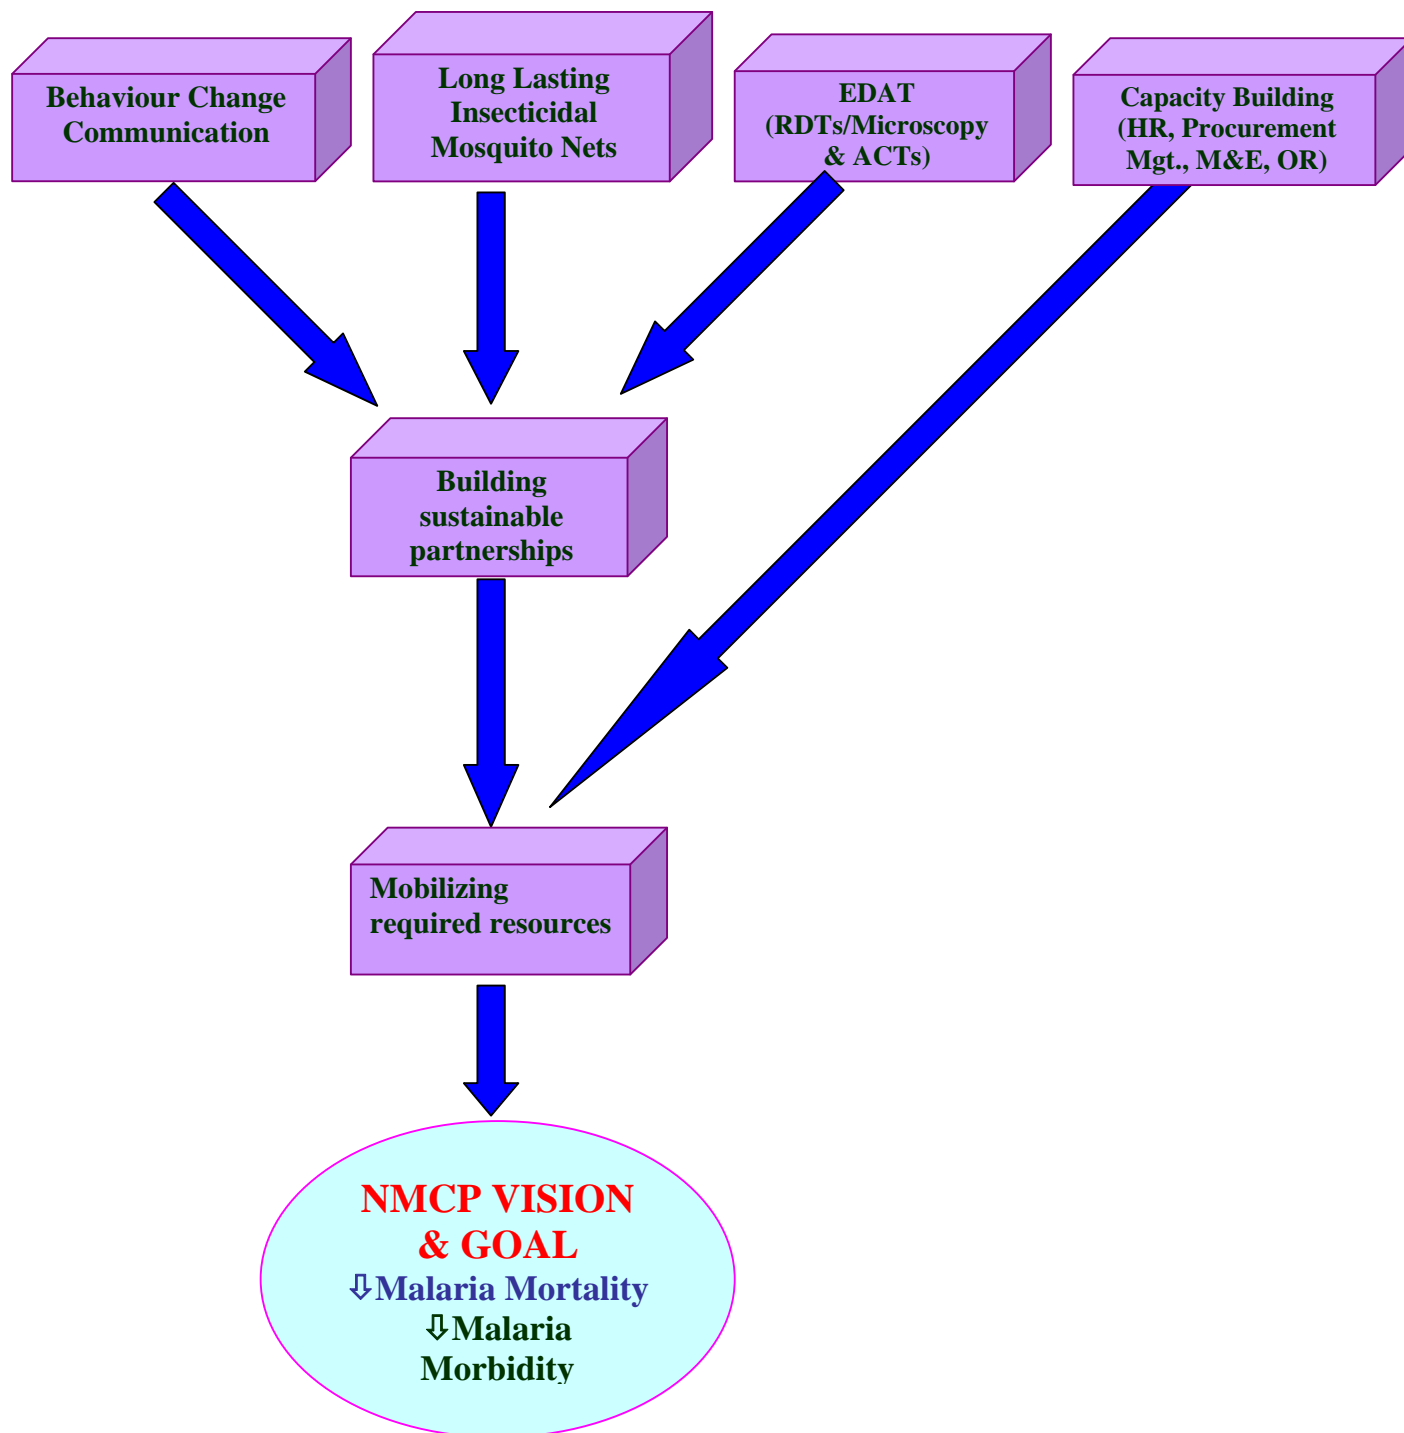 Behaviour Change
Communication
Long Lasting
Insecticidal
Mosquito Nets
EDAT
(RDTs/Microscopy
& ACTs)
Capacity Building
(HR, Procurement
Mgt., M&E, OR)
Building
sustainable
partnerships
Mobilizing
required resources
NMCP VISION
& GOAL
⇩Malaria Mortality
⇩Malaria
Morbidity